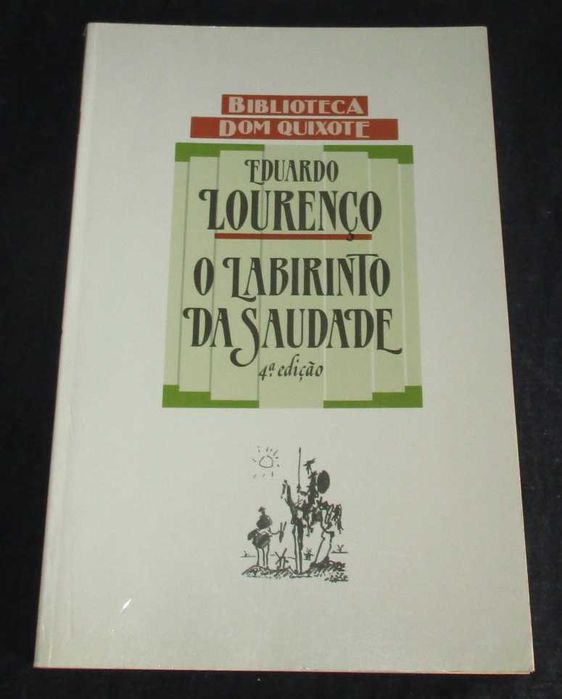 BIBLIOTECA
DOM QUIXOTE
EDUARDO
LOURENÇO
O LABIRINTO
DA SAUDADE
4ª edição